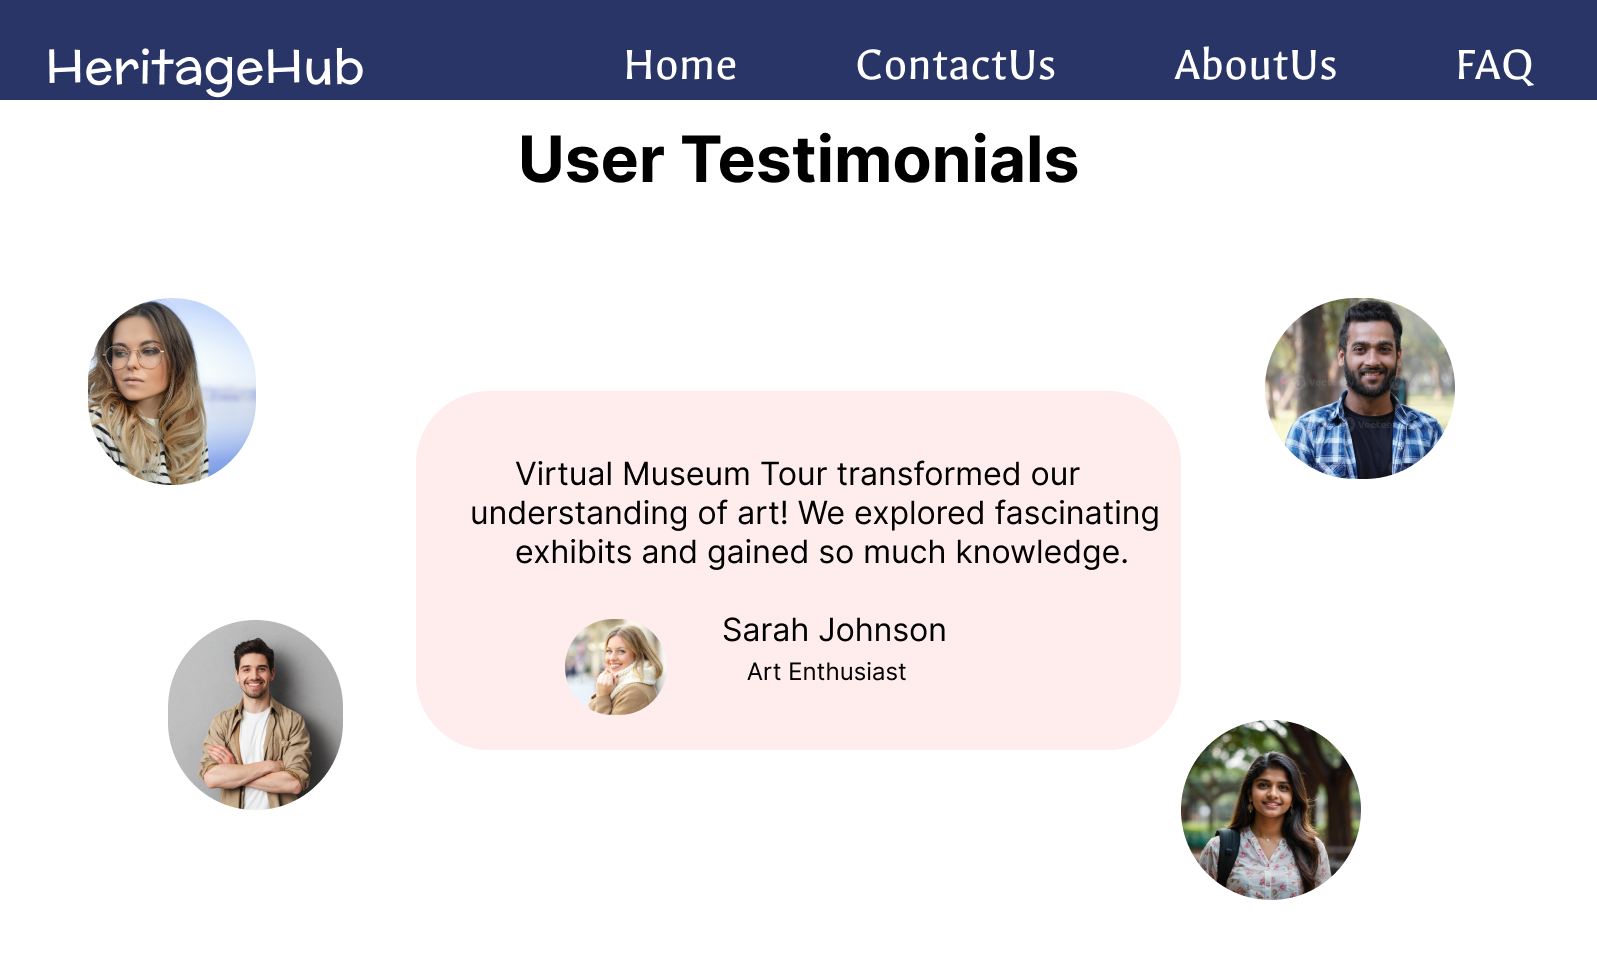 HeritageHub Home ContactUs AboutUs FAQ
User Testimonials
Virtual Museum Tour transformed our
understanding of art! We explored fascinating
exhibits and gained so much knowledge.
Sarah Johnson
Art Enthusiast